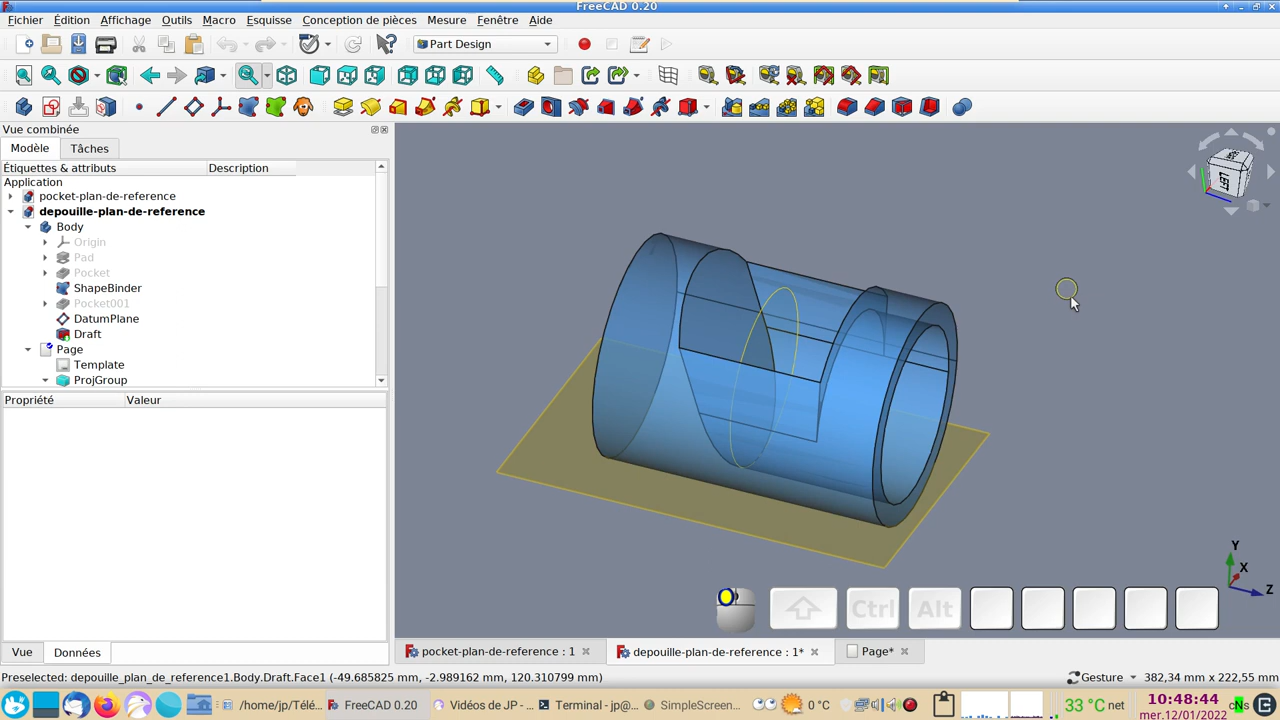 FreeCAD 0.20
Fichier Édition Affichage Outils Macro Esquisse Conception de pièces Mesure Fenêtre Aide
Part Design
Vue combinée
Modèle Tâches
Étiquettes & attributs Description
Application
pocket-plan-de-reference
depouille-plan-de-reference
Body
Origin
Pad
Pocket
ShapeBinder
Pocket001
DatumPlane
Draft
Page
Template
ProjGroup
Propriété Valeur
LEFT
Y
X
Z
Ctrl Alt
Vue Données
pocket-plan-de-reference : 1
depouille-plan-de-reference : 1*
Page*
Preselected: depouille_plan_de_reference1.Body.Draft.Face1 (-49.685825 mm, -2.989162 mm, 120.310799 mm)
Gesture 382,34 mm x 222,55 mm
/home/jp/Télé... FreeCAD 0.20 Vidéos de JP - ... Terminal - jp@... SimpleScreen... 0 °C 33 °C net 10:48:44 cNs
mer.12/01/2022